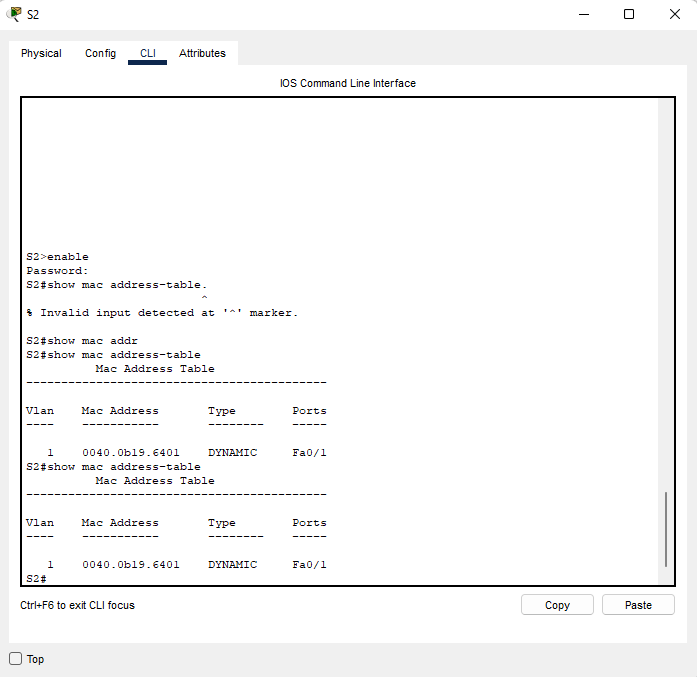 S2
Physical Config CLI Attributes
IOS Command Line Interface
S2>enable
Password:
S2#show mac address-table.
^
% Invalid input detected at '^' marker.
S2#show mac addr
S2#show mac address-table
Mac Address Table
-------------------------------------------
Vlan Mac Address Type Ports
---- ----------- -------- -----
1 0040.0b19.6401 DYNAMIC Fa0/1
S2#show mac address-table
Mac Address Table
-------------------------------------------
Vlan Mac Address Type Ports
---- ----------- -------- -----
1 0040.0b19.6401 DYNAMIC Fa0/1
S2#
Ctrl+F6 to exit CLI focus
Copy Paste
Top